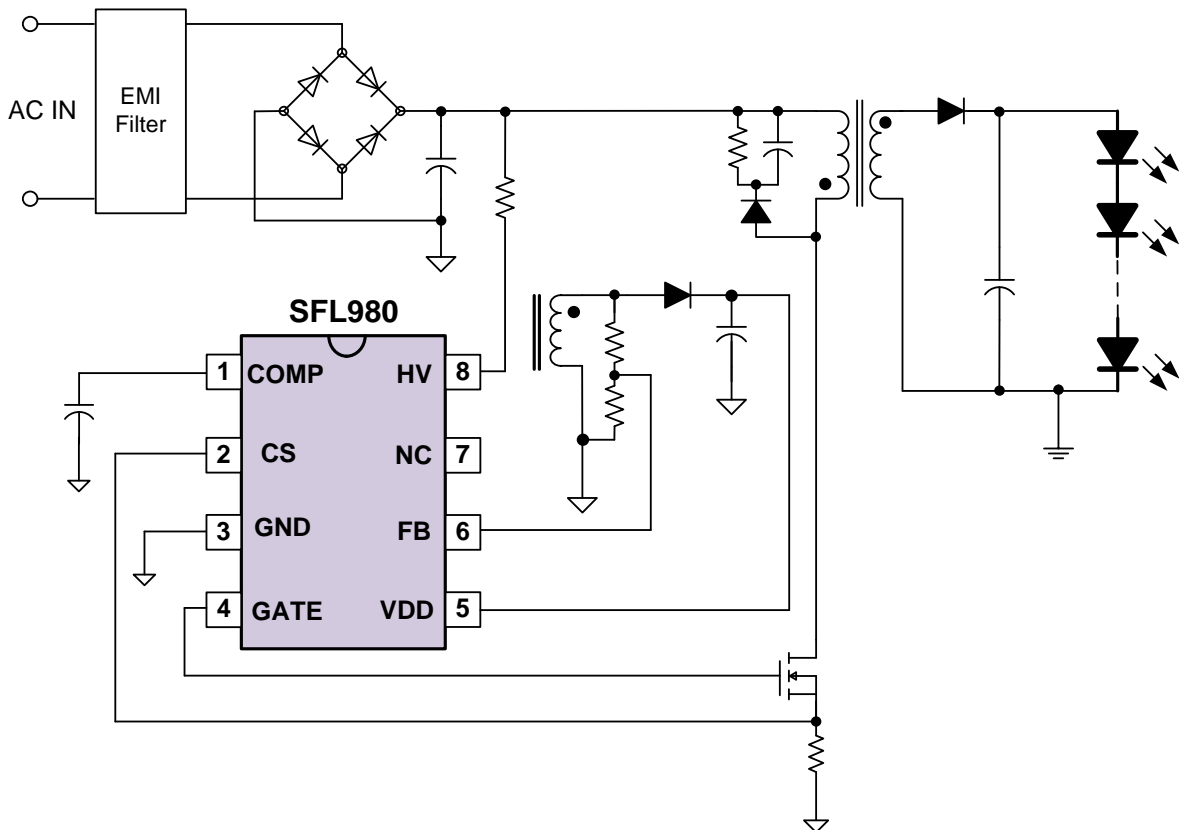 AC IN
EMI
Filter
SFL980
1 COMP HV 8
2 CS NC 7
3 GND FB 6
4 GATE VDD 5